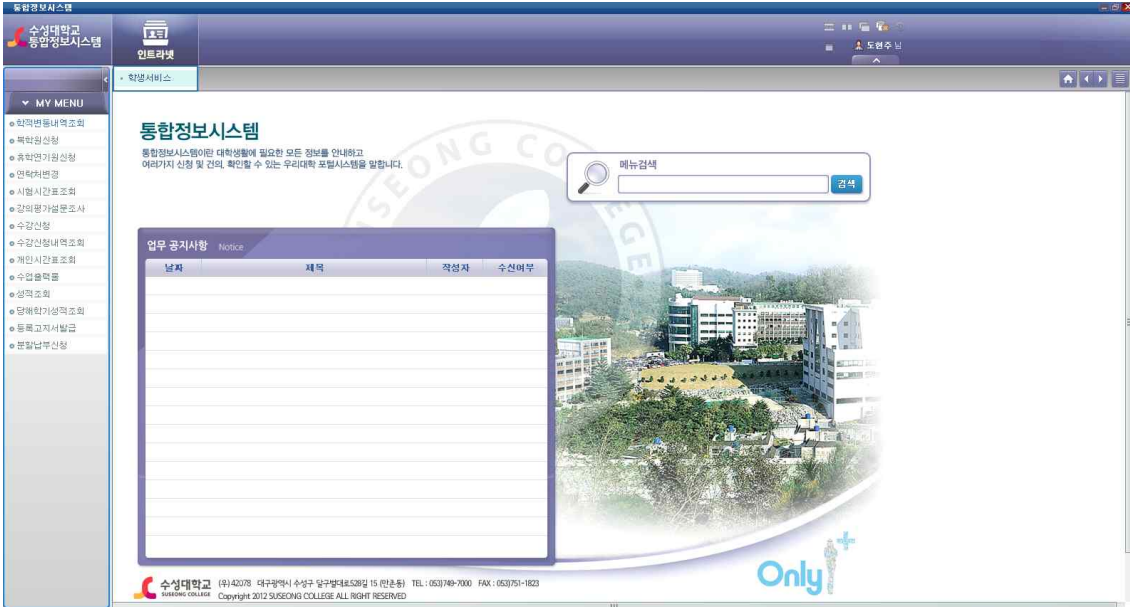 통합정보시스템
수성대학교
통합정보시스템
인트라넷
도현주 님
학생서비스
MY MENU
학적변동내역조회
복학원신청
휴학연기원신청
연락처변경
시험시간표조회
강의평가설문조사
수강신청
수강신청내역조회
개인시간표조회
수업출력물
성적조회
당해학기성적조회
등록고지서발급
분할납부신청
통합정보시스템
통합정보시스템이란 대학생활에 필요한 모든 정보를 안내하고
여러가지 신청 및 건의, 확인할 수 있는 우리대학 포털시스템을 말합니다.
SUSEONG COLLEGE
메뉴검색
검색
업무 공지사항 Notice
날짜 제목 작성자 수신여부
Only
수성대학교 (우)42078 대구광역시 수성구 달구벌대로528길 15 (만촌동) TEL : 053)749-7000 FAX : 053)751-1823
SUSEONG COLLEGE Copyright 2012 SUSEONG COLLEGE ALL RIGHT RESERVED